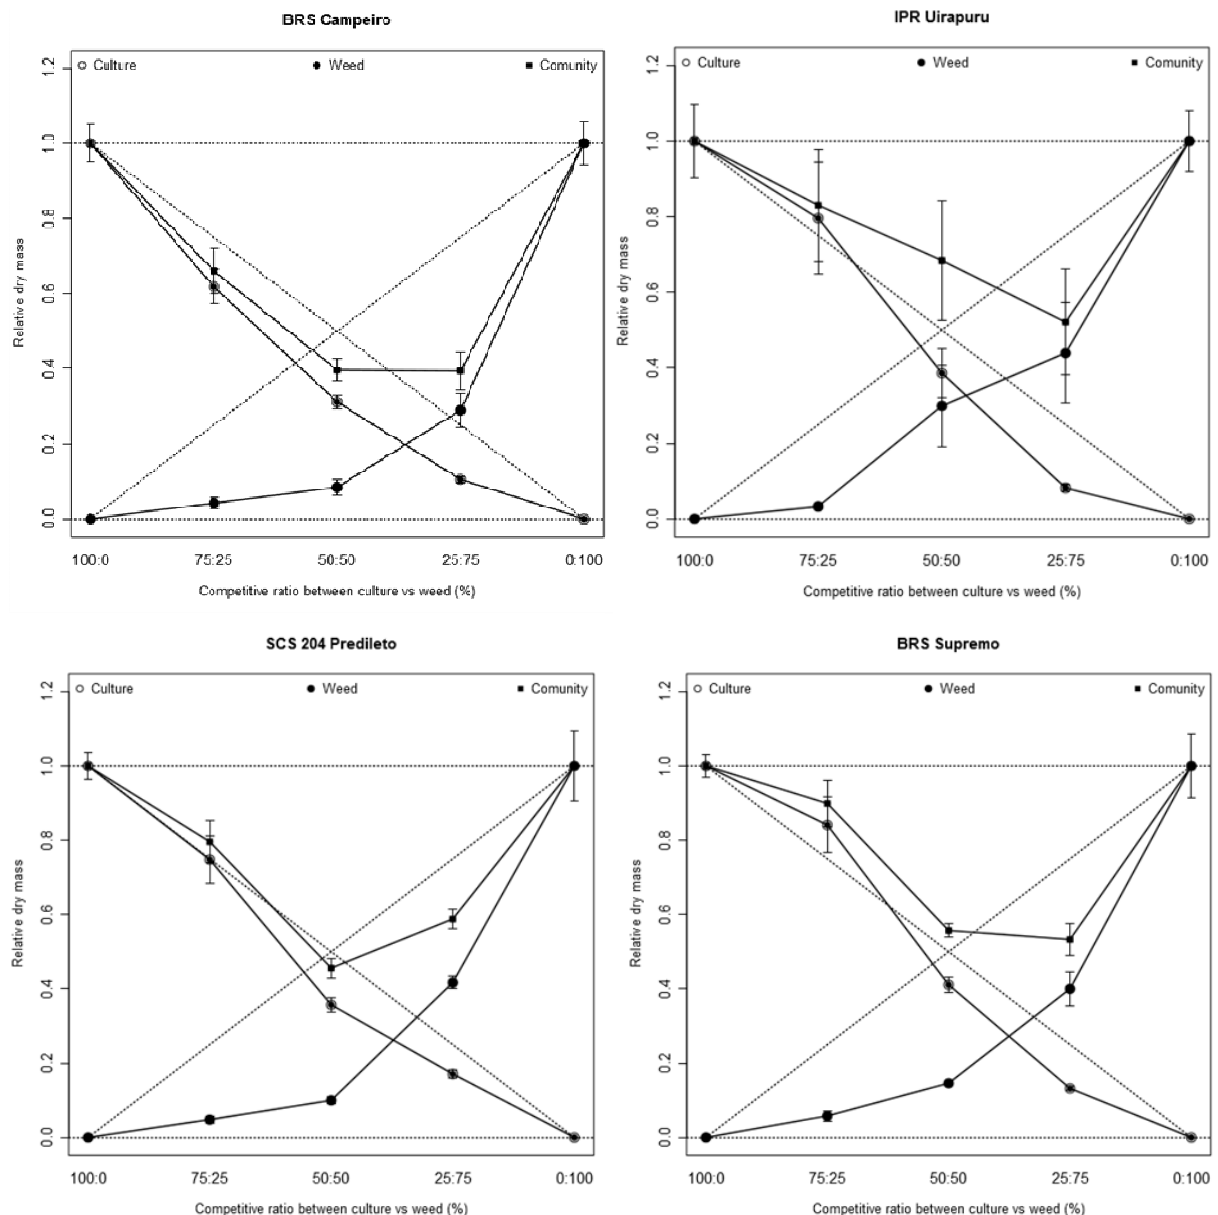 BRS Campeiro
Culture Weed Comunity
1.2
1.0
0.8
0.6
0.4
0.2
0.0
Relative dry mass
100:0 75:25 50:50 25:75 0:100
Competitive ratio between culture vs weed (%)
IPR Uirapuru
Culture Weed Comunity
1.2
1.0
0.8
0.6
0.4
0.2
0.0
Relative dry mass
100:0 75:25 50:50 25:75 0:100
Competitive ratio between culture vs weed (%)
SCS 204 Predileto
Culture Weed Comunity
1.2
1.0
0.8
0.6
0.4
0.2
0.0
Relative dry mass
100:0 75:25 50:50 25:75 0:100
Competitive ratio between culture vs weed (%)
BRS Supremo
Culture Weed Comunity
1.2
1.0
0.8
0.6
0.4
0.2
0.0
Relative dry mass
100:0 75:25 50:50 25:75 0:100
Competitive ratio between culture vs weed (%)